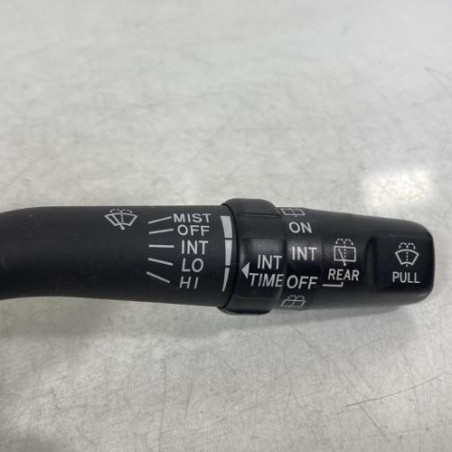 MIST
OFF
INT
LO
HI
INT
TIME
ON
INT
OFF
REAR
PULL